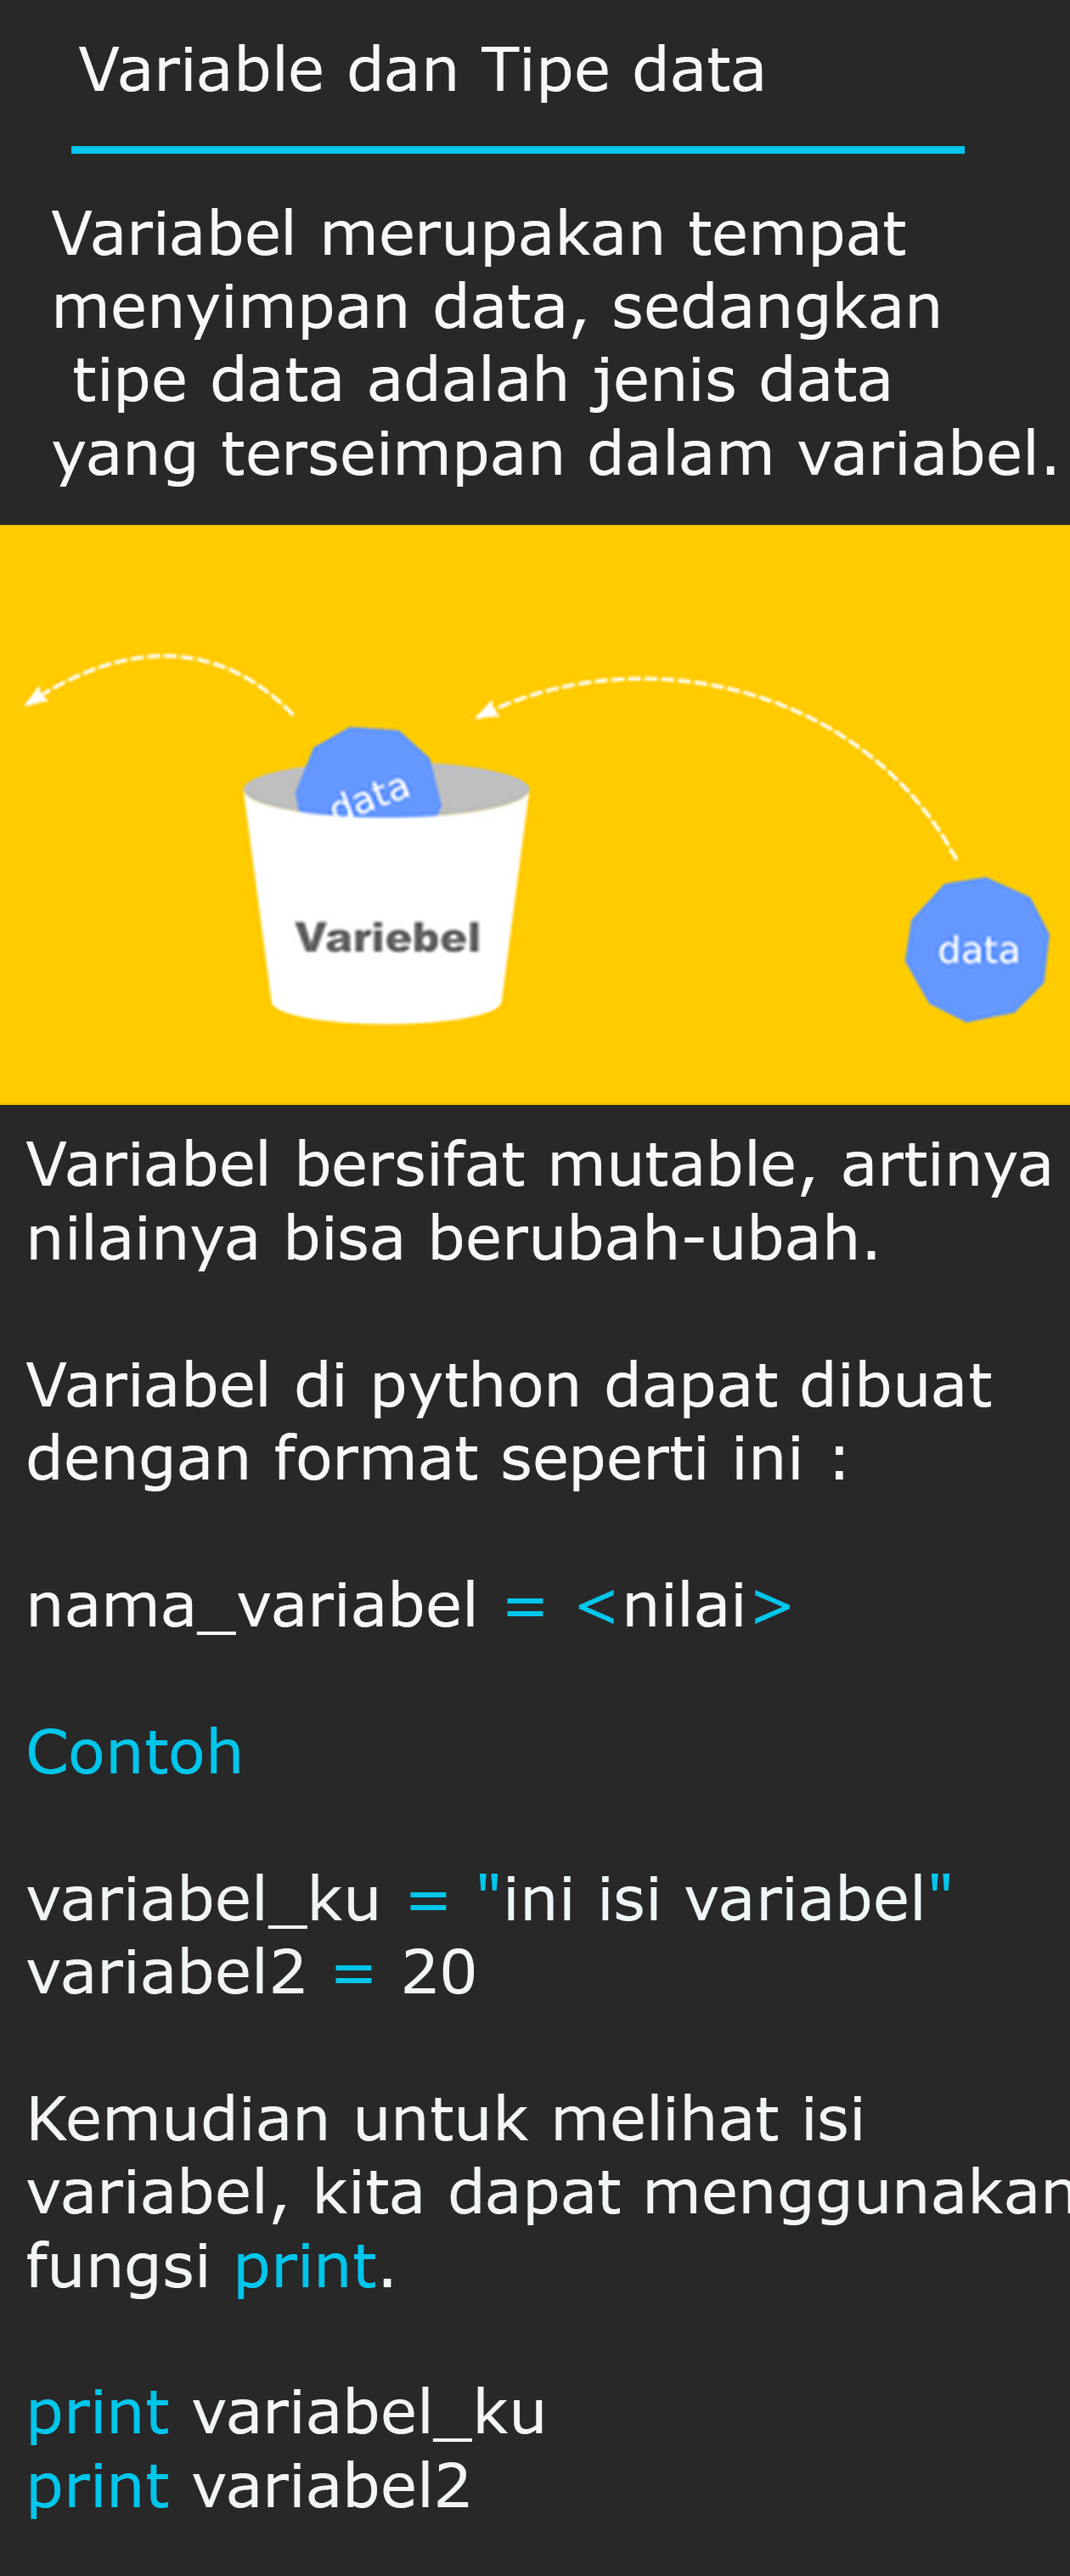 Variable dan Tipe data
Variabel merupakan tempat
menyimpan data, sedangkan
tipe data adalah jenis data
yang terseimpan dalam variabel.
data
Variebel
data
Variabel bersifat mutable, artinya
nilainya bisa berubah-ubah.
Variabel di python dapat dibuat
dengan format seperti ini :
nama_variabel = <nilai>
Contoh
variabel_ku = "ini isi variabel"
variabel2 = 20
Kemudian untuk melihat isi
variabel, kita dapat menggunakan
fungsi print.
print variabel_ku
print variabel2